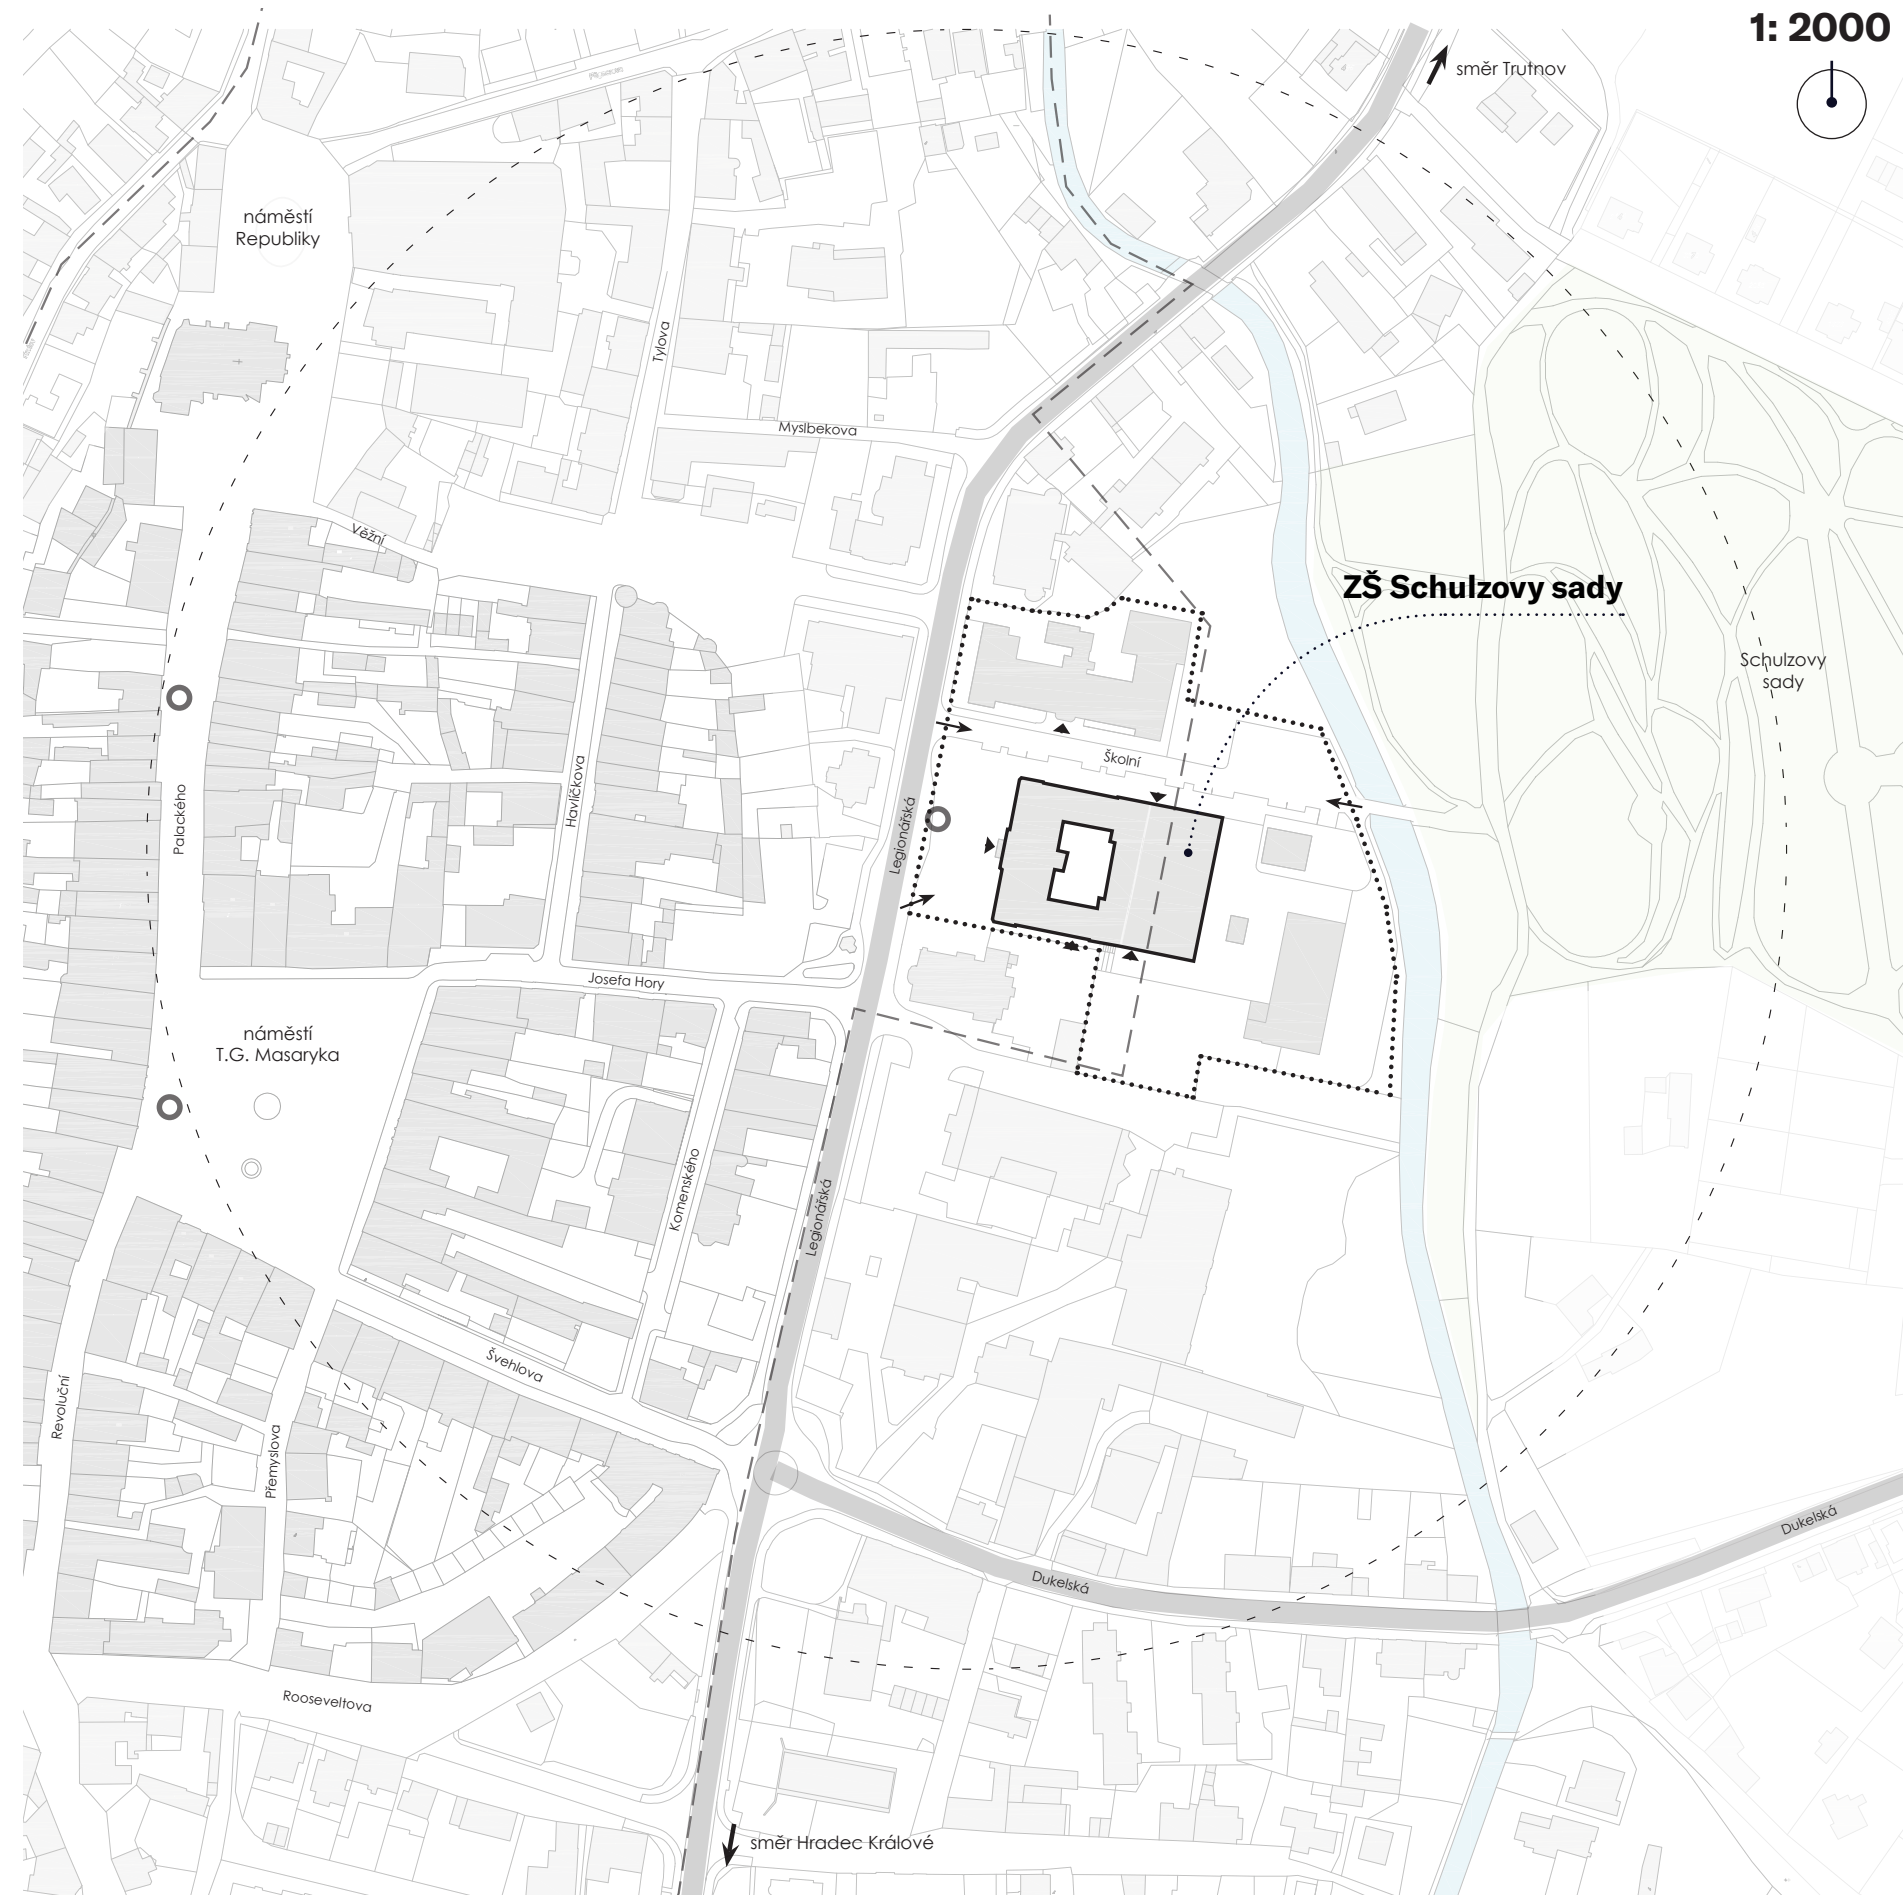 1: 2000
směr Trutnov
náměstí
Republiky
Tylova
Myslbekova
Věžní
ZŠ Schulzovy sady
Schulzovy
sady
Školní
Havlíčkova
Palackého
Legionářská
Josefa Hory
náměstí
T.G. Masaryka
Komenského
Legionářská
Švehlova
Revoluční
Přemyslova
Dukelská
Dukelská
Rooseveltova
směr Hradec Králové